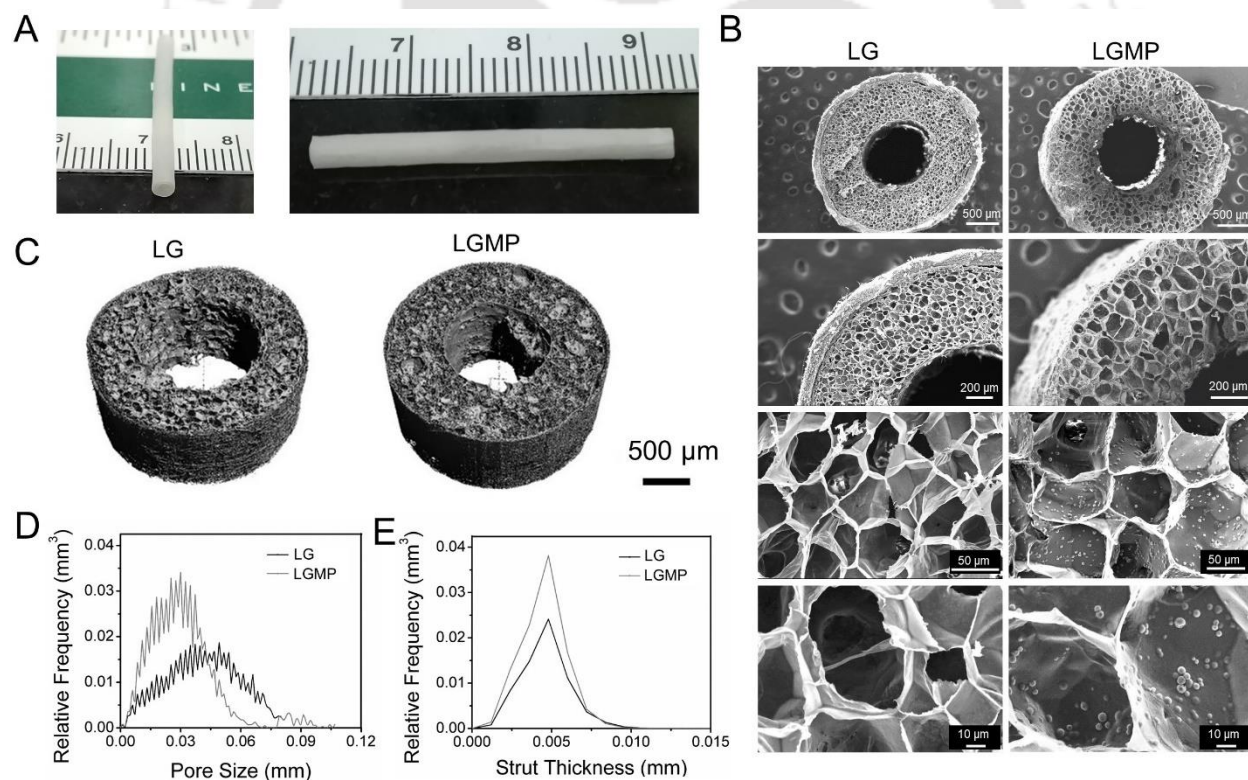 A
3
I N E
6 7 8
7 8 9
B
LG LGMP
500 µm 500 µm
200 µm 200 µm
50 µm 50 µm
10 µm 10 µm
C
LG LGMP
500 µm
D
Relative Frequency (mm³)
0.04
0.03
0.02
0.01
0.00
LG
LGMP
0.00 0.03 0.06 0.09 0.12
Pore Size (mm)
E
Relative Frequency (mm³)
0.04
0.03
0.02
0.01
0.00
LG
LGMP
0.000 0.005 0.010 0.015
Strut Thickness (mm)